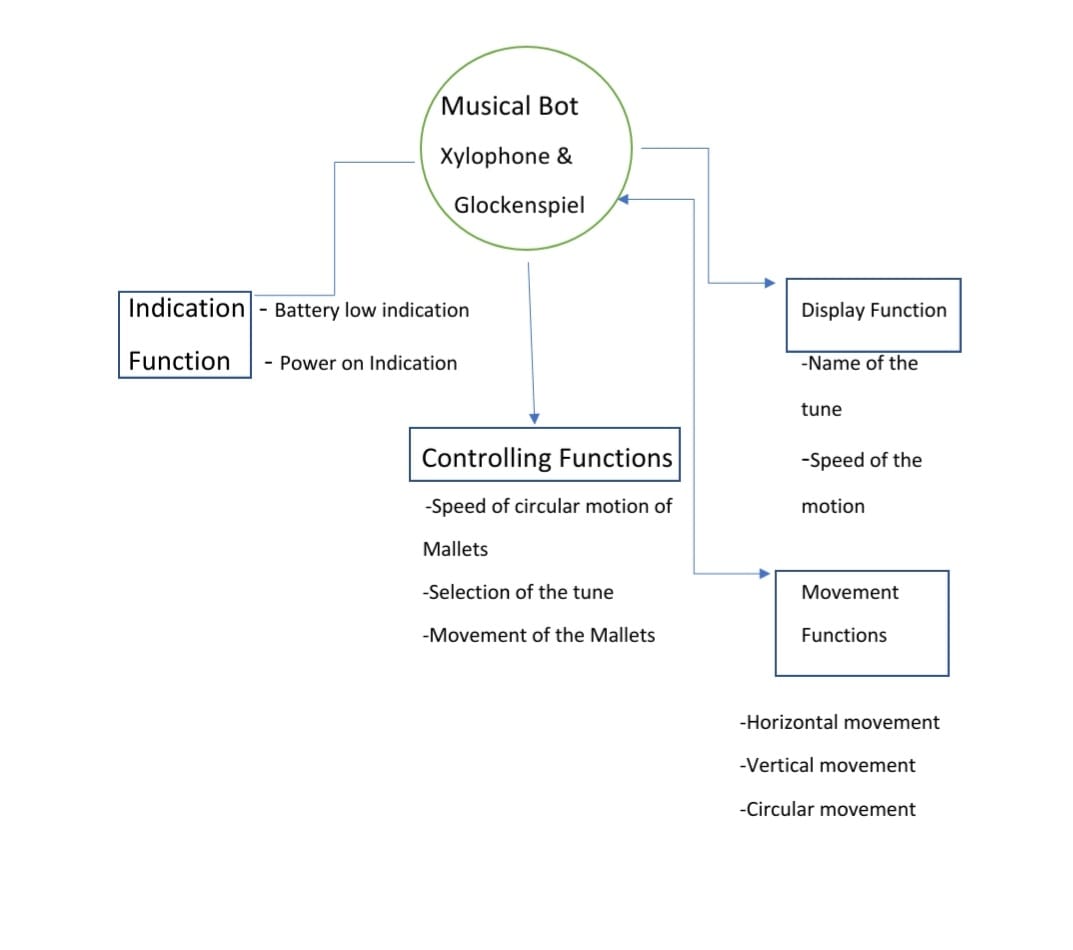 Musical Bot
Xylophone &
Glockenspiel
Indication
Function
- Battery low indication
- Power on Indication
Display Function
-Name of the
tune
-Speed of the
motion
Controlling Functions
-Speed of circular motion of
Mallets
-Selection of the tune
-Movement of the Mallets
Movement
Functions
-Horizontal movement
-Vertical movement
-Circular movement